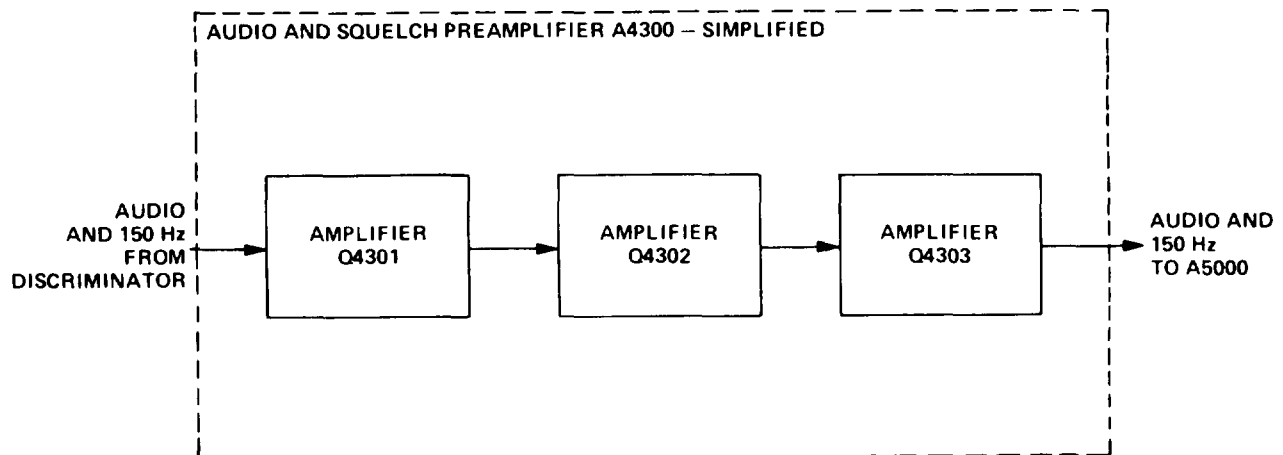 AUDIO AND SQUELCH PREAMPLIFIER A4300 – SIMPLIFIED
AUDIO
AND 150 Hz
FROM
DISCRIMINATOR
AMPLIFIER
Q4301
AMPLIFIER
Q4302
AMPLIFIER
Q4303
AUDIO AND
150 Hz
TO A5000